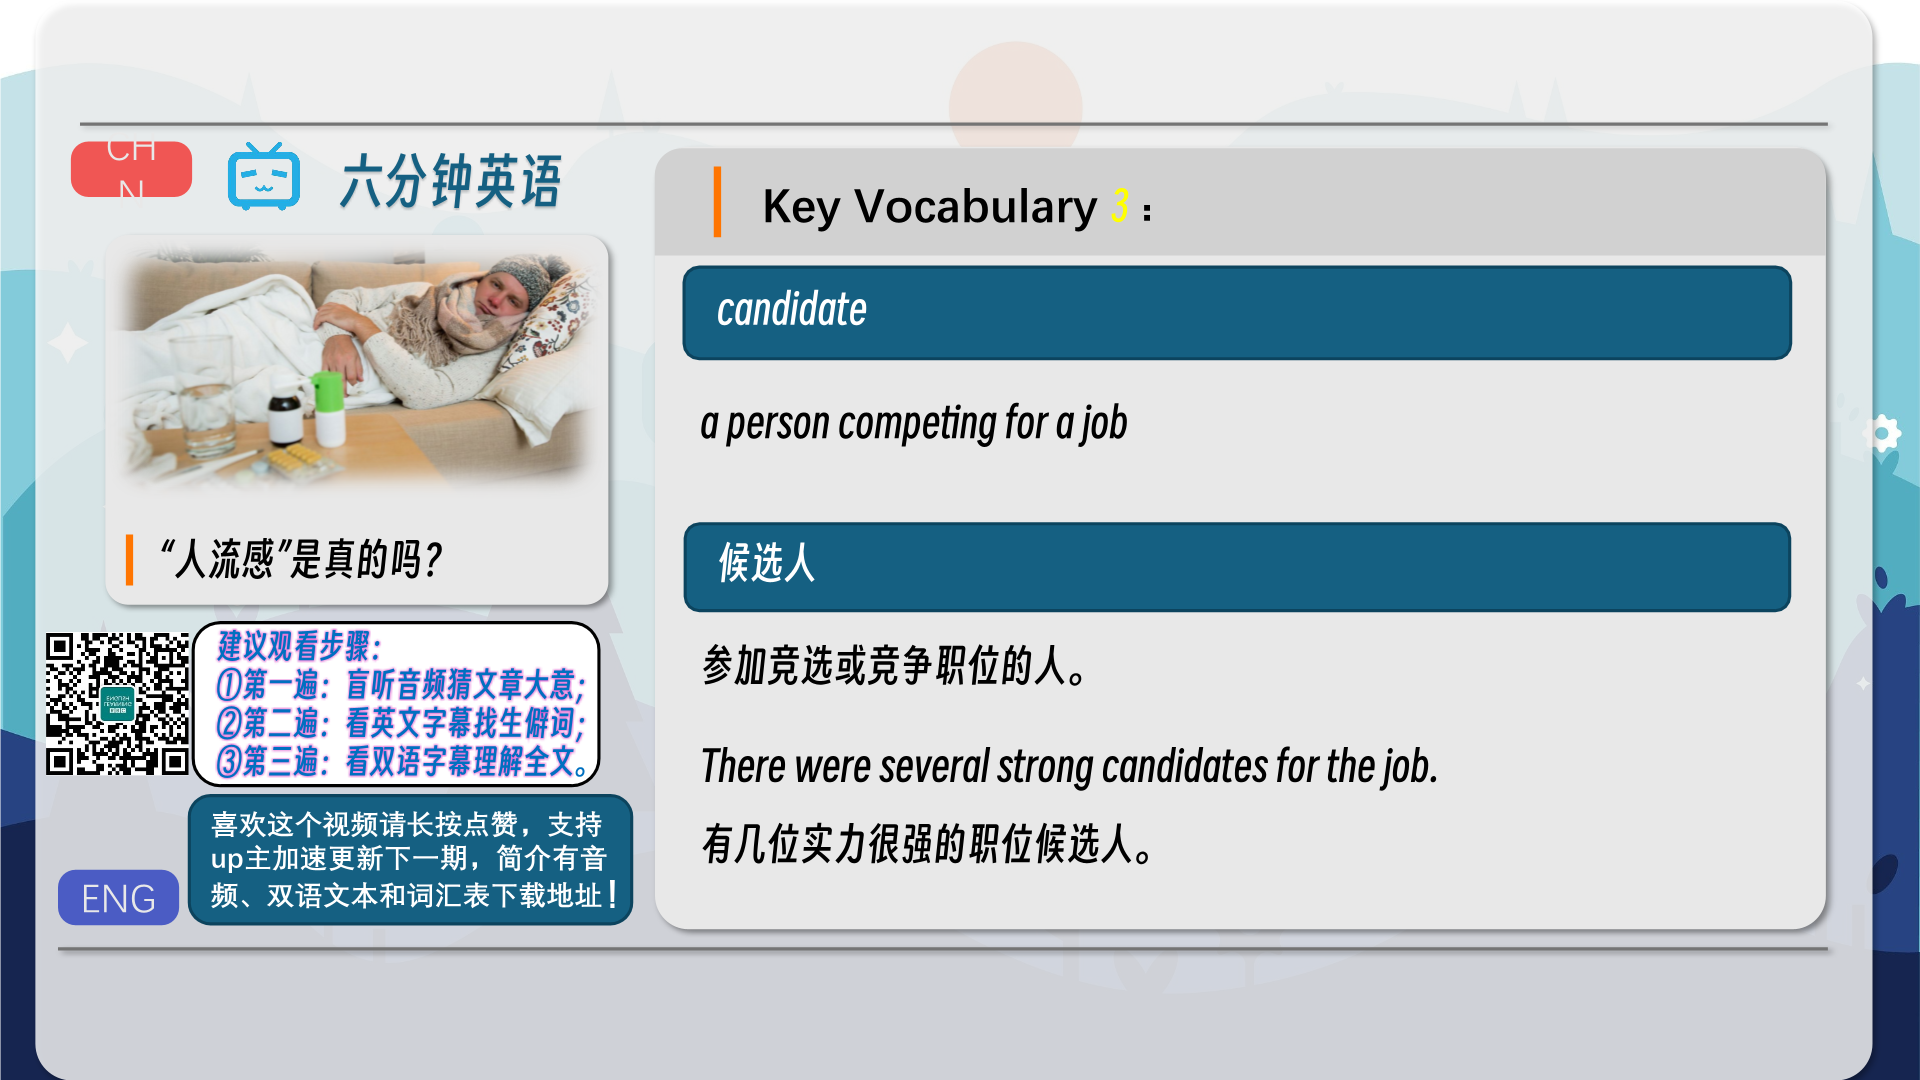 CH
N
六分钟英语
“人流感”是真的吗？
建议观看步骤：
①第一遍：盲听音频猜文章大意；
②第二遍：看英文字幕找生僻词；
③第三遍：看双语字幕理解全文。
喜欢这个视频请长按点赞，支持
up主加速更新下一期，简介有音
频、双语文本和词汇表下载地址！
ENG
Key Vocabulary 3：
candidate
a person competing for a job
候选人
参加竞选或竞争职位的人。
There were several strong candidates for the job.
有几位实力很强的职位候选人。